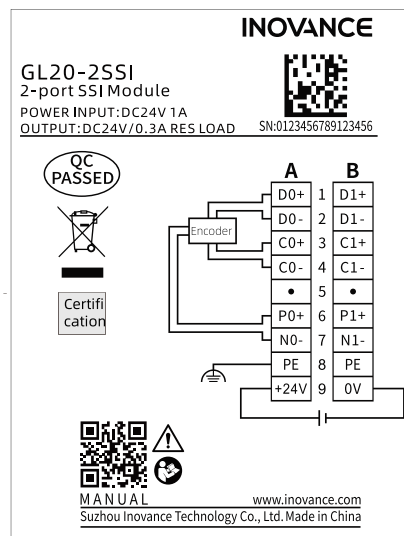 INOVANCE
GL20-2SSI
2-port SSI Module
POWER INPUT:DC24V 1A
OUTPUT:DC24V/0.3A RES LOAD
SN:0123456789123456
QC
PASSED
Certifi
cation
Encoder
A B
D0+ 1 D1+
D0- 2 D1-
C0+ 3 C1+
C0- 4 C1-
• 5 •
P0+ 6 P1+
N0- 7 N1-
PE 8 PE
+24V 9 0V
MANUAL
www.inovance.com
Suzhou Inovance Technology Co., Ltd. Made in China